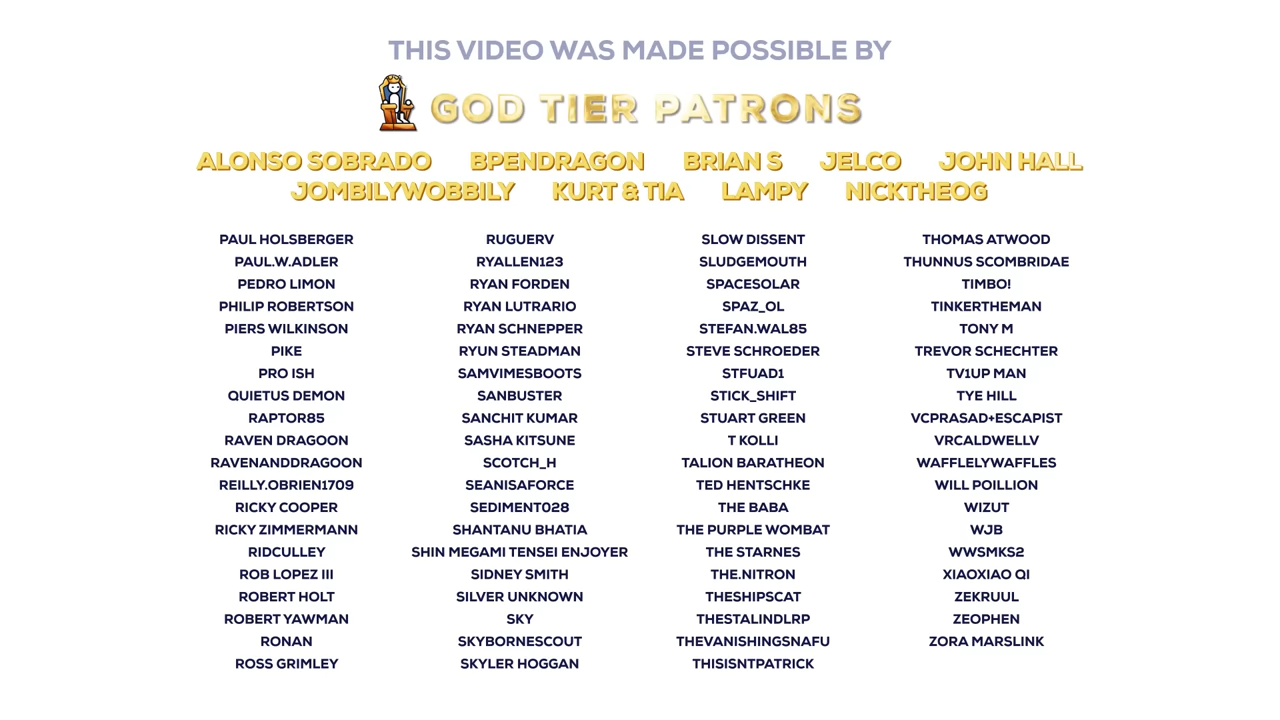 THIS VIDEO WAS MADE POSSIBLE BY
GOD TIER PATRONS
ALONSO SOBRADO BPENDRAGON BRIAN S JELCO JOHN HALL
JOMBILYWOBBILY KURT & TIA LAMPY NICKTHEOG
PAUL HOLSBERGER
PAUL.W.ADLER
PEDRO LIMON
PHILIP ROBERTSON
PIERS WILKINSON
PIKE
PRO ISH
QUIETUS DEMON
RAPTOR85
RAVEN DRAGOON
RAVENANDDRAGOON
REILLY.OBRIEN1709
RICKY COOPER
RICKY ZIMMERMANN
RIDCULLEY
ROB LOPEZ III
ROBERT HOLT
ROBERT YAWMAN
RONAN
ROSS GRIMLEY
RUGUERV
RYALLEN123
RYAN FORDEN
RYAN LUTRARIO
RYAN SCHNEPPER
RYUN STEADMAN
SAMVIMESBOOTS
SANBUSTER
SANCHIT KUMAR
SASHA KITSUNE
SCOTCH_H
SEANISAFORCE
SEDIMENT028
SHANTANU BHATIA
SHIN MEGAMI TENSEI ENJOYER
SIDNEY SMITH
SILVER UNKNOWN
SKY
SKYBORNESCOUT
SKYLER HOGGAN
SLOW DISSENT
SLUDGEMOUTH
SPACESOLAR
SPAZ_OL
STEFAN.WAL85
STEVE SCHROEDER
STFUAD1
STICK_SHIFT
STUART GREEN
T KOLLI
TALION BARATHEON
TED HENTSCHKE
THE BABA
THE PURPLE WOMBAT
THE STARNES
THE.NITRON
THESHIPSCAT
THESTALINDLRP
THEVANISHINGSNAFU
THISISNTPATRICK
THOMAS ATWOOD
THUNNUS SCOMBRIDAE
TIMBO!
TINKERTHEMAN
TONY M
TREVOR SCHECHTER
TV1UP MAN
TYE HILL
VCPRASAD+ESCAPIST
VRCALDWELLV
WAFFLELYWAFFLES
WILL POILLION
WIZUT
WJB
WWSMKS2
XIAOXIAO QI
ZEKRUUL
ZEOPHEN
ZORA MARSLINK